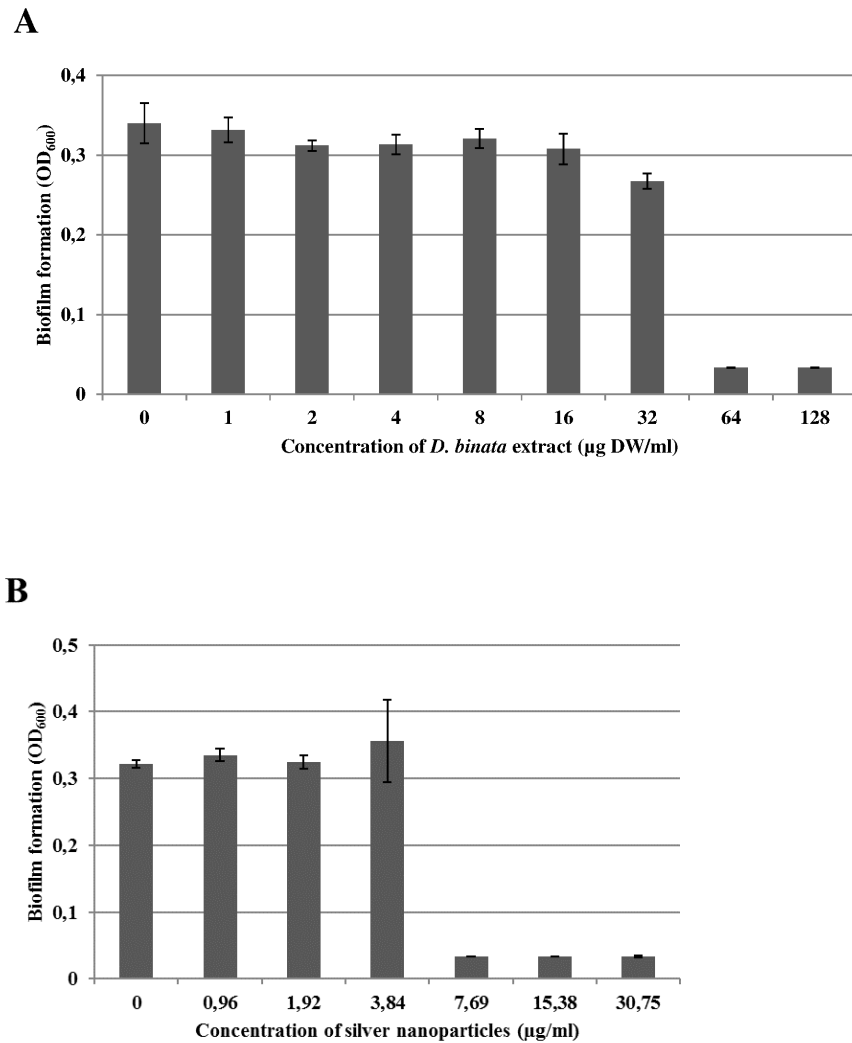 A
0,4
0,3
0,2
0,1
0
Biofilm formation (OD600)
0 1 2 4 8 16 32 64 128
Concentration of D. binata extract (µg DW/ml)
B
0,5
0,4
0,3
0,2
0,1
0
Biofilm formation (OD600)
0 0,96 1,92 3,84 7,69 15,38 30,75
Concentration of silver nanoparticles (µg/ml)